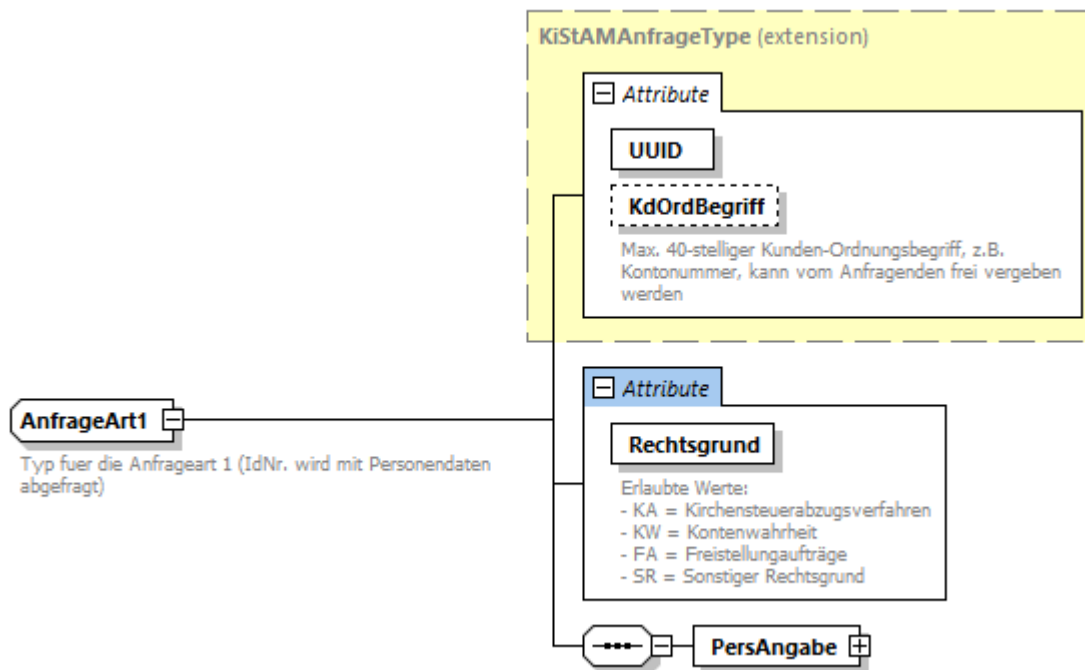 KiStAMAnfrageType (extension)
Attribute
UUID
KdOrdBegriff
Max. 40-stelliger Kunden-Ordnungsbegriff, z.B.
Kontonummer, kann vom Anfragenden frei vergeben
werden
AnfrageArt1
Typ fuer die Anfrageart 1 (IdNr. wird mit Personendaten
abgefragt)
Attribute
Rechtsgrund
Erlaubte Werte:
- KA = Kirchensteuerabzugsverfahren
- KW = Kontenwahrheit
- FA = Freistellungaufträge
- SR = Sonstiger Rechtsgrund
PersAngabe